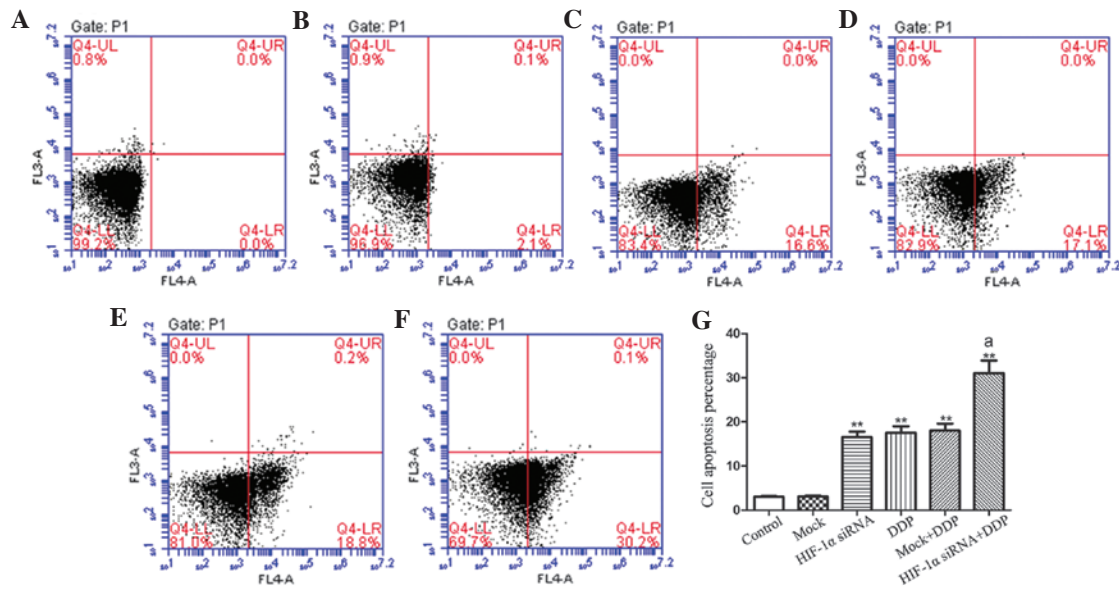 A
Gate: P1
Q4-UL
0.8%
Q4-UR
0.0%
Q4-LL
99.2%
Q4-LR
0.0%
FL3-A
FL4-A
B
Gate: P1
Q4-UL
0.9%
Q4-UR
0.1%
Q4-LL
96.9%
Q4-LR
2.1%
FL3-A
FL4-A
C
Gate: P1
Q4-UL
0.0%
Q4-UR
0.0%
Q4-LL
83.4%
Q4-LR
16.6%
FL3-A
FL4-A
D
Gate: P1
Q4-UL
0.0%
Q4-UR
0.0%
Q4-LL
82.9%
Q4-LR
17.1%
FL3-A
FL4-A
E
Gate: P1
Q4-UL
0.0%
Q4-UR
0.2%
Q4-LL
81.0%
Q4-LR
18.8%
FL3-A
FL4-A
F
Gate: P1
Q4-UL
0.0%
Q4-UR
0.1%
Q4-LL
69.7%
Q4-LR
30.2%
FL3-A
FL4-A
G
Cell apoptosis percentage
40
30
20
10
0
**
**
**
a
**
Control
Mock
HIF-1α siRNA
DDP
Mock+DDP
HIF-1α siRNA+DDP